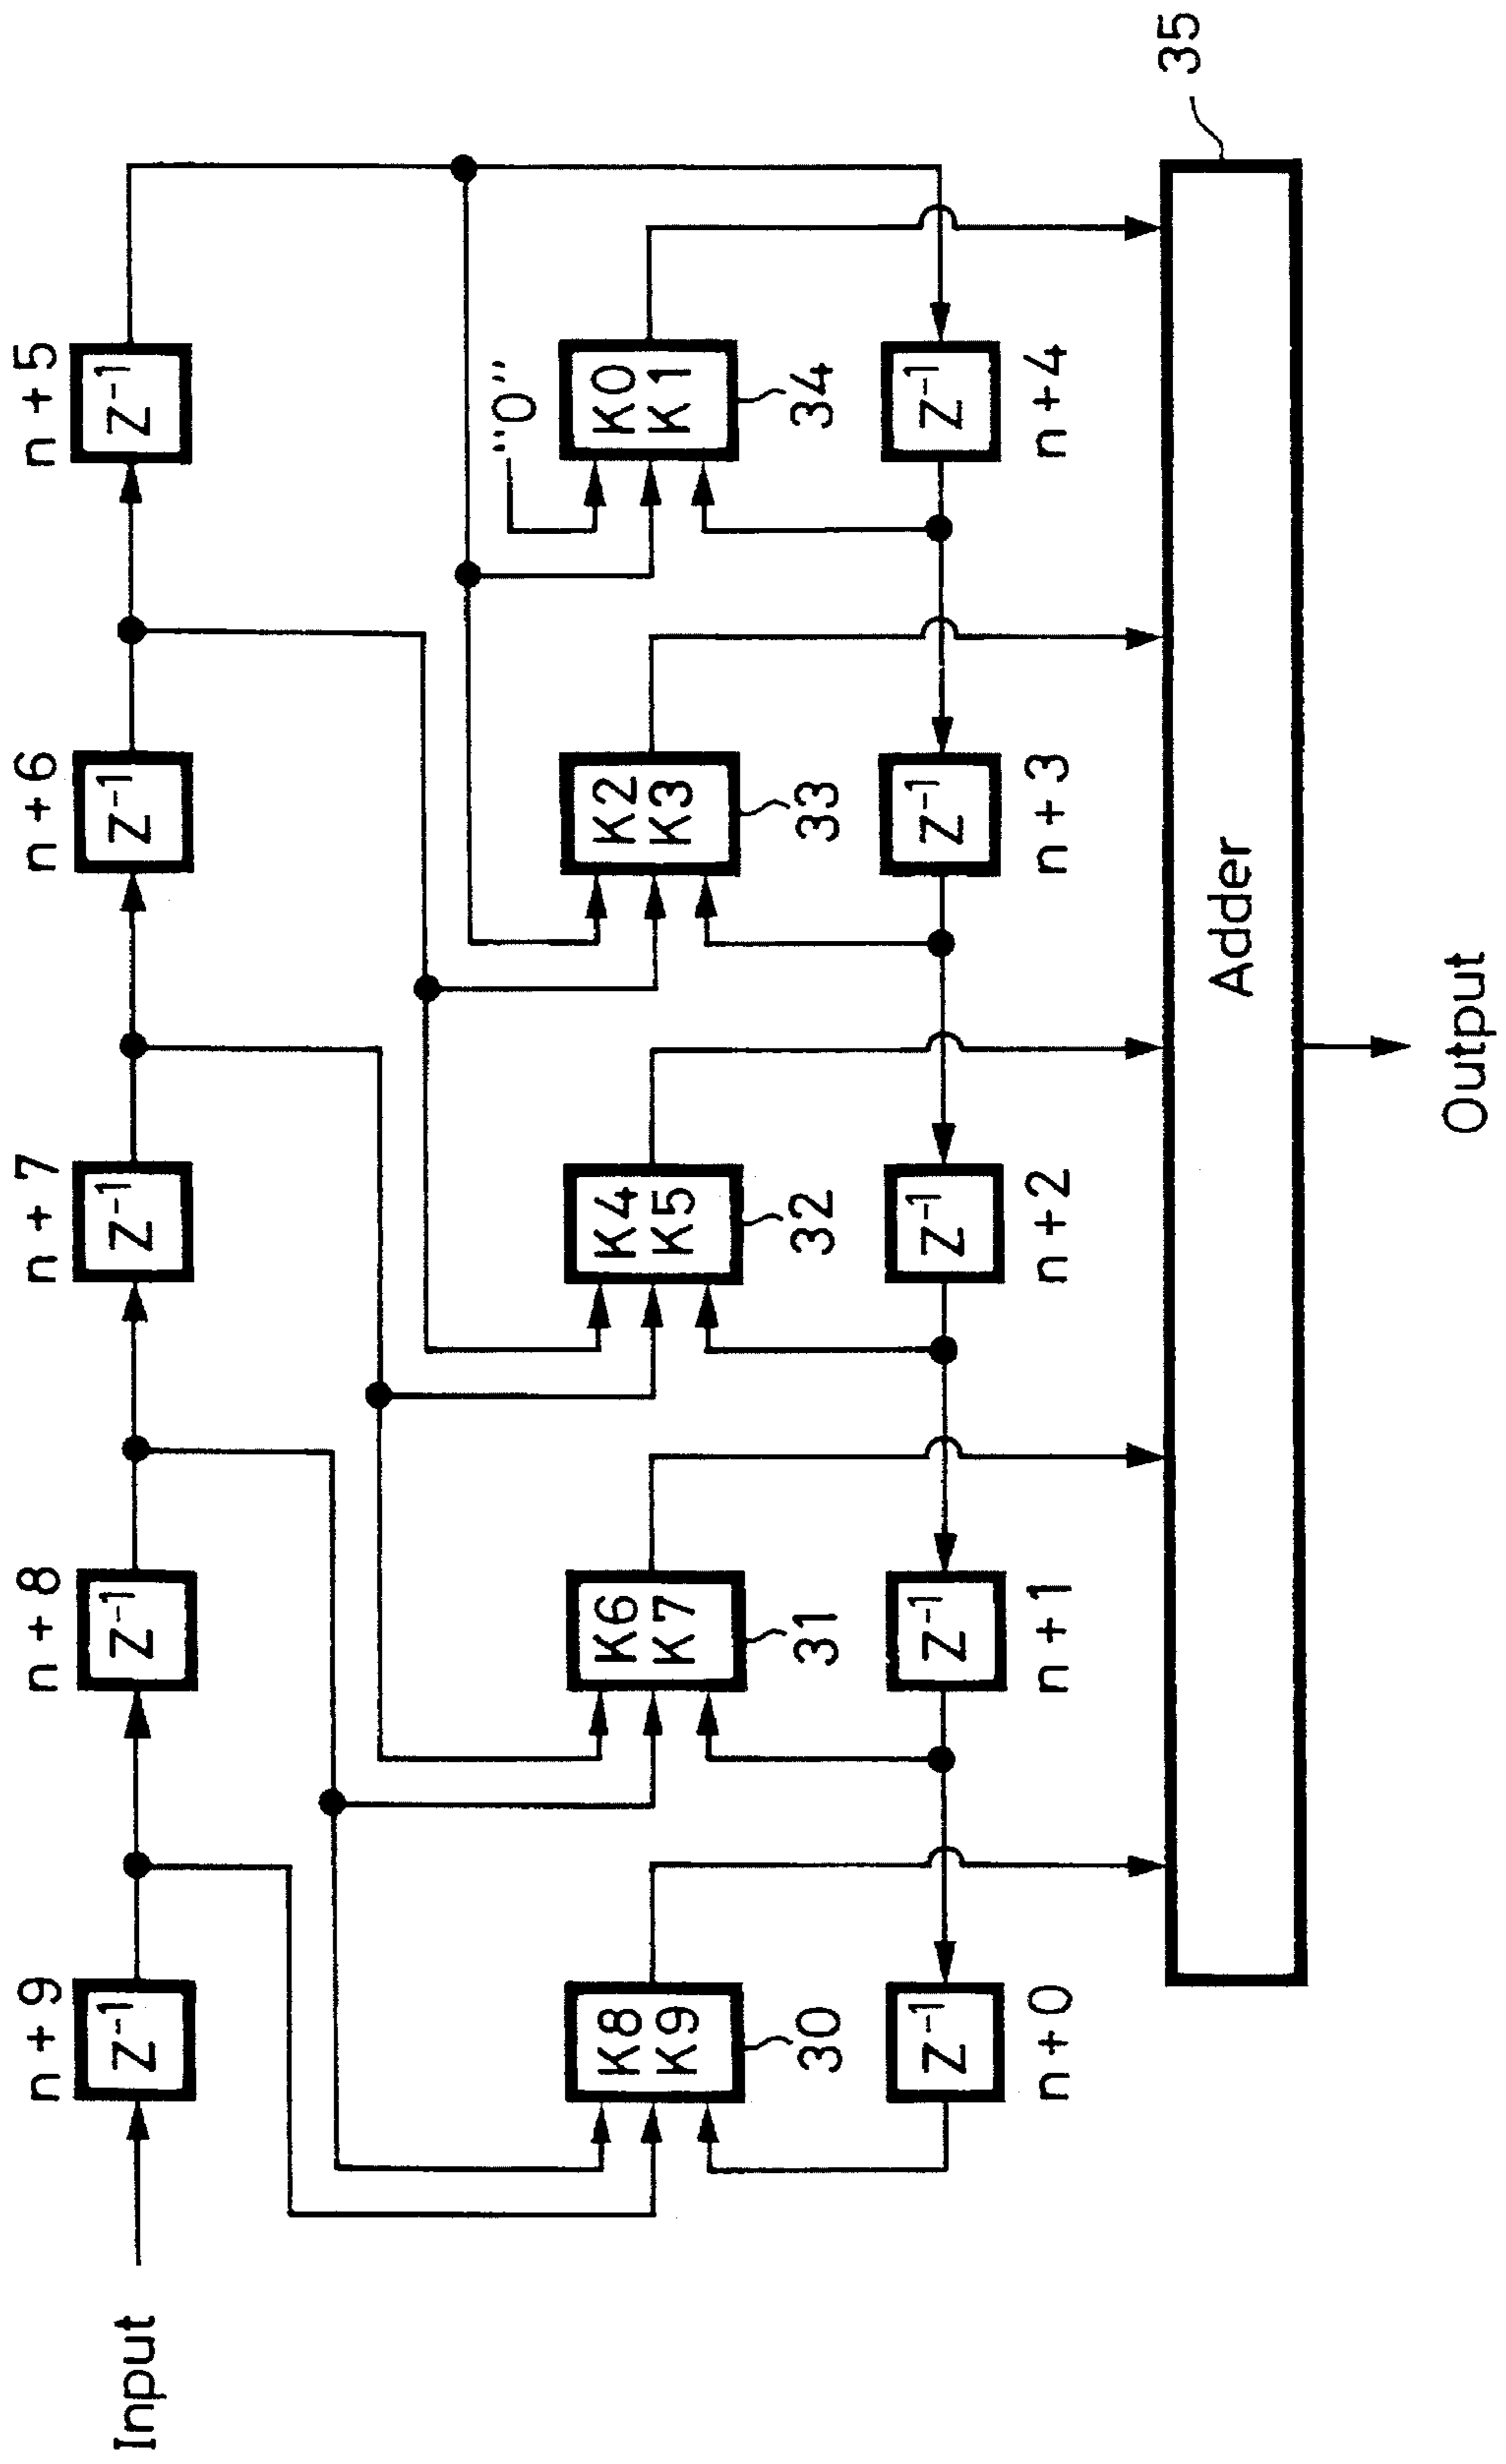 Input
n+9
Z⁻¹
n+8
Z⁻¹
n+7
Z⁻¹
n+6
Z⁻¹
n+5
Z⁻¹
"0"
K8
K9
30
K6
K7
31
K4
K5
32
K2
K3
33
K0
K1
34
Z⁻¹
n+0
Z⁻¹
n+1
Z⁻¹
n+2
Z⁻¹
n+3
Z⁻¹
n+4
35
Adder
Output